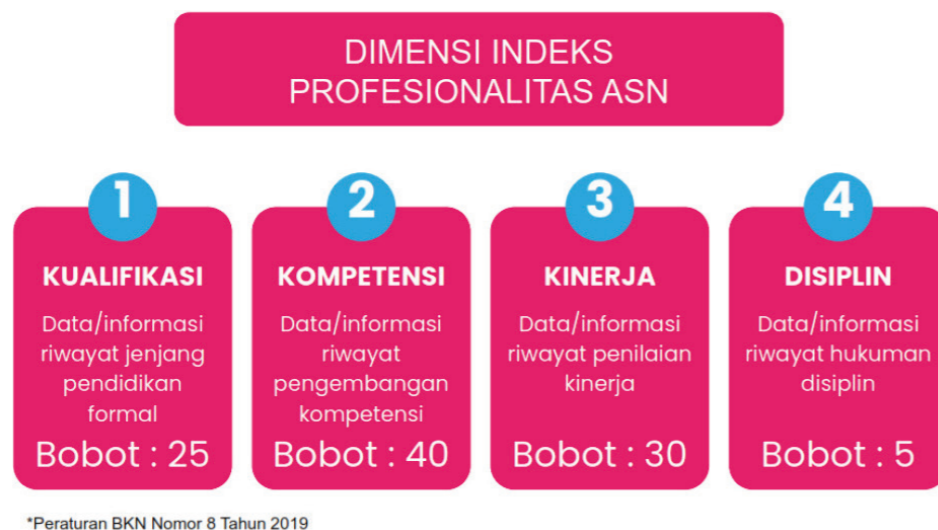 DIMENSI INDEKS
PROFESIONALITAS ASN
1
KUALIFIKASI
Data/informasi
riwayat jenjang
pendidikan
formal
Bobot : 25
2
KOMPETENSI
Data/informasi
riwayat
pengembangan
kompetensi
Bobot : 40
3
KINERJA
Data/informasi
riwayat penilaian
kinerja
Bobot : 30
4
DISIPLIN
Data/informasi
riwayat hukuman
disiplin
Bobot : 5
*Peraturan BKN Nomor 8 Tahun 2019